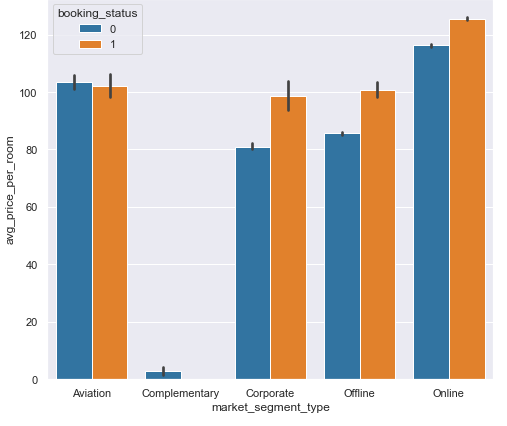 booking_status
0
1
120
100
80
60
40
20
0
avg_price_per_room
Aviation Complementary Corporate Offline Online
market_segment_type